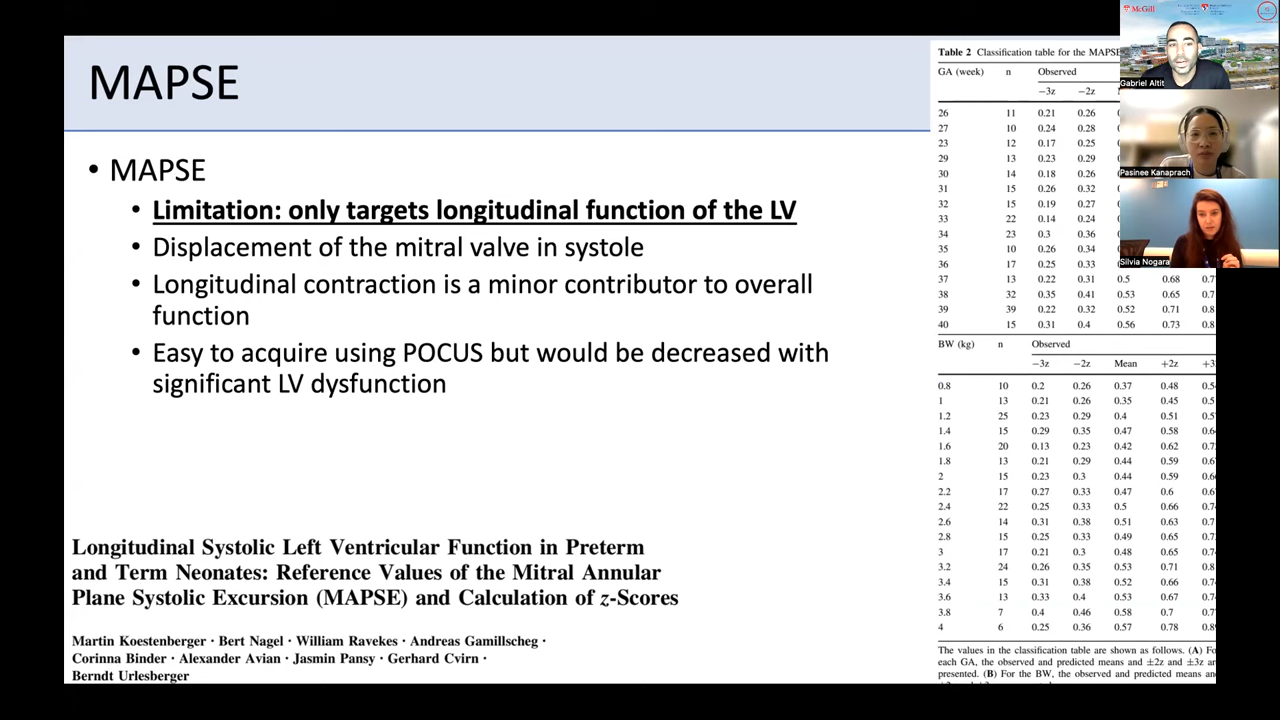 MAPSE
• MAPSE
• Limitation: only targets longitudinal function of the LV
• Displacement of the mitral valve in systole
• Longitudinal contraction is a minor contributor to overall
function
• Easy to acquire using POCUS but would be decreased with
significant LV dysfunction
Longitudinal Systolic Left Ventricular Function in Preterm
and Term Neonates: Reference Values of the Mitral Annular
Plane Systolic Excursion (MAPSE) and Calculation of z-Scores
Martin Koestenberger · Bert Nagel · William Ravekes · Andreas Gamillscheg ·
Corinna Binder · Alexander Avian · Jasmin Pansy · Gerhard Cvirn ·
Berndt Urlesberger
Table 2 Classification table for the MAPSE
GA (week) n Observed
−3z −2z
26 11 0.21 0.26
27 10 0.24 0.28
23 12 0.17 0.25
29 13 0.23 0.29
30 14 0.18 0.26
31 15 0.26 0.32
32 15 0.19 0.27
33 22 0.14 0.24
34 23 0.3 0.36
35 10 0.26 0.34
36 17 0.25 0.33
37 13 0.22 0.31 0.5 0.68 0.7
38 32 0.35 0.41 0.53 0.65 0.7
39 39 0.22 0.32 0.52 0.71 0.8
40 15 0.31 0.4 0.56 0.73 0.8
BW (kg) n Observed
−3z −2z Mean +2z +3
0.8 10 0.2 0.26 0.37 0.48 0.5
1 13 0.21 0.26 0.35 0.45 0.5
1.2 25 0.23 0.29 0.4 0.51 0.5
1.4 15 0.29 0.35 0.47 0.58 0.6
1.6 20 0.13 0.23 0.42 0.62 0.7
1.8 13 0.21 0.29 0.44 0.59 0.6
2 15 0.23 0.3 0.44 0.59 0.6
2.2 17 0.27 0.33 0.47 0.6 0.6
2.4 22 0.25 0.33 0.5 0.66 0.7
2.6 14 0.31 0.38 0.51 0.63 0.7
2.8 15 0.25 0.33 0.49 0.65 0.7
3 17 0.21 0.3 0.48 0.65 0.7
3.2 24 0.26 0.35 0.53 0.71 0.8
3.4 15 0.31 0.38 0.52 0.66 0.7
3.6 13 0.33 0.4 0.53 0.67 0.7
3.8 7 0.4 0.46 0.58 0.7 0.7
4 6 0.25 0.36 0.57 0.78 0.8
The values in the classification table are shown as follows. (A) Fo
each GA, the observed and predicted means and ±2z and ±3z ar
presented. (B) For the BW, the observed and predicted means and
McGill
Gabriel Altit
Pasinee Kanaprach
Silvia Nogara